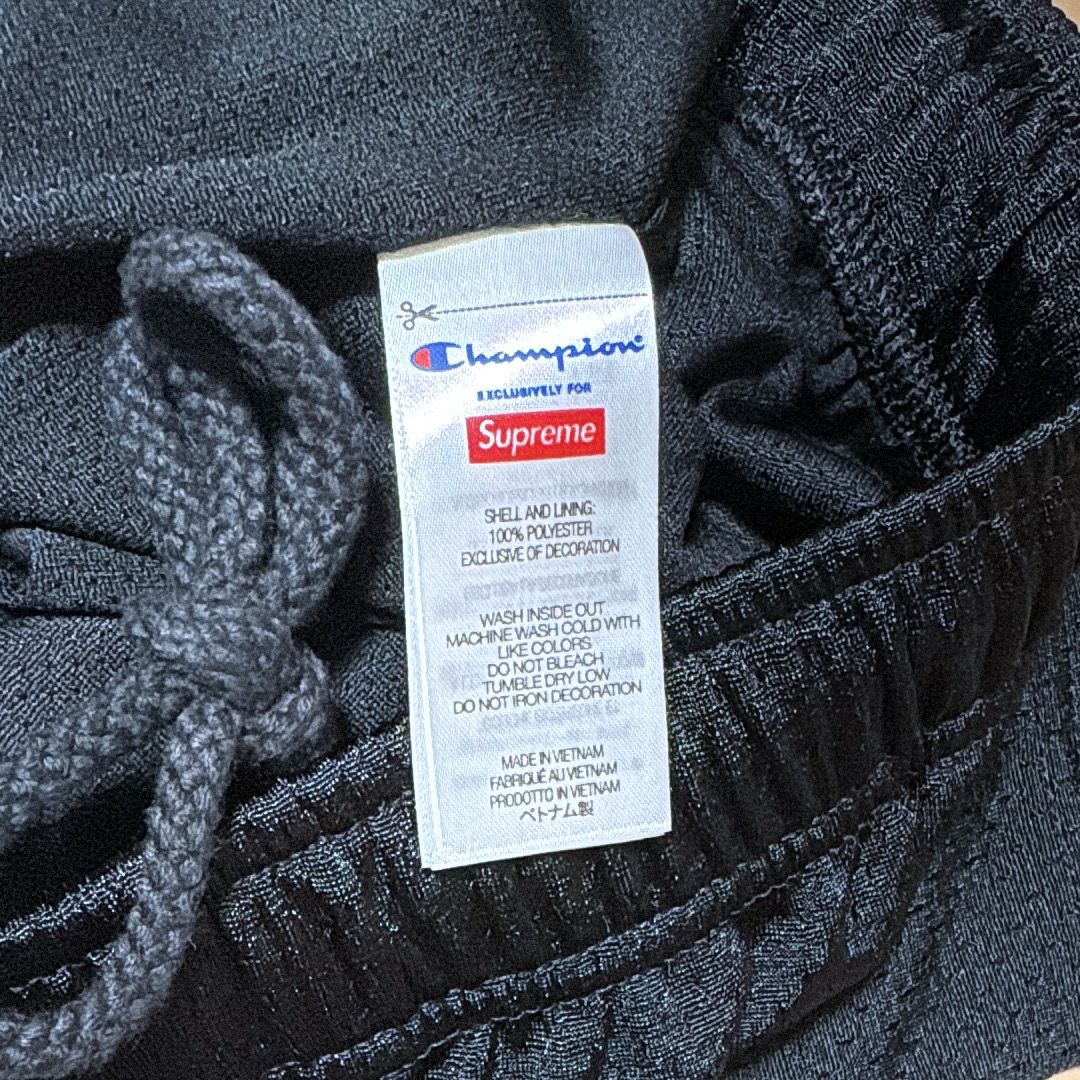 Champion
EXCLUSIVELY FOR
Supreme
SHELL AND LINING:
100% POLYESTER
EXCLUSIVE OF DECORATION
WASH INSIDE OUT
MACHINE WASH COLD WITH
LIKE COLORS
DO NOT BLEACH
TUMBLE DRY LOW
DO NOT IRON DECORATION
MADE IN VIETNAM
FABRIQUÉ AU VIETNAM
PRODOTTO IN VIETNAM
ベトナム製